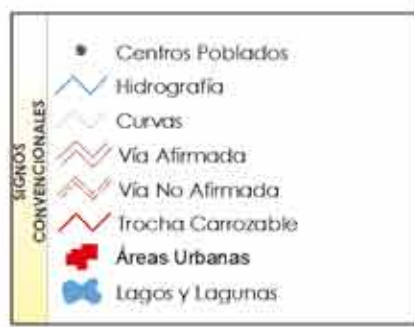 SIGNOS
CONVENCIONALES
Centros Poblados
Hidrografía
Curvas
Vía Afirmada
Vía No Afirmada
Trocha Carrozable
Áreas Urbanas
Lagos y Lagunas